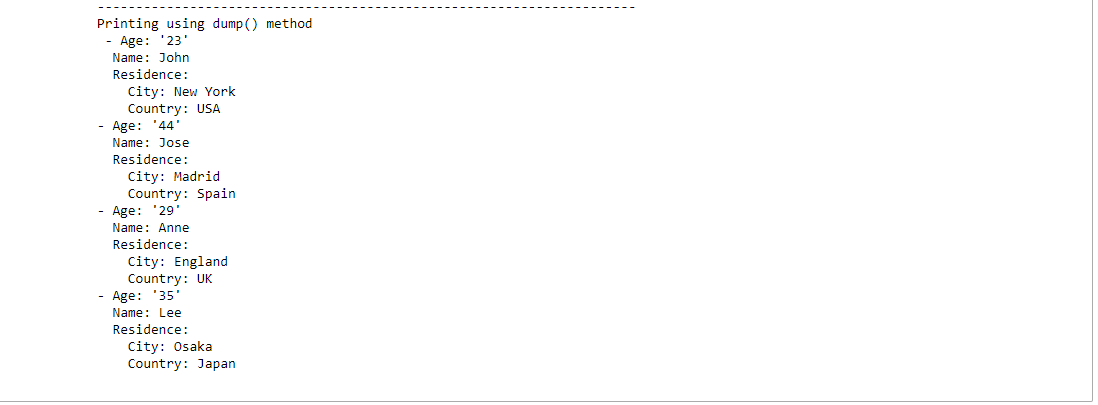 ----------------------------------------------------------------------
Printing using dump() method
 - Age: '23'
  Name: John
  Residence:
    City: New York
    Country: USA
- Age: '44'
  Name: Jose
  Residence:
    City: Madrid
    Country: Spain
- Age: '29'
  Name: Anne
  Residence:
    City: England
    Country: UK
- Age: '35'
  Name: Lee
  Residence:
    City: Osaka
    Country: Japan